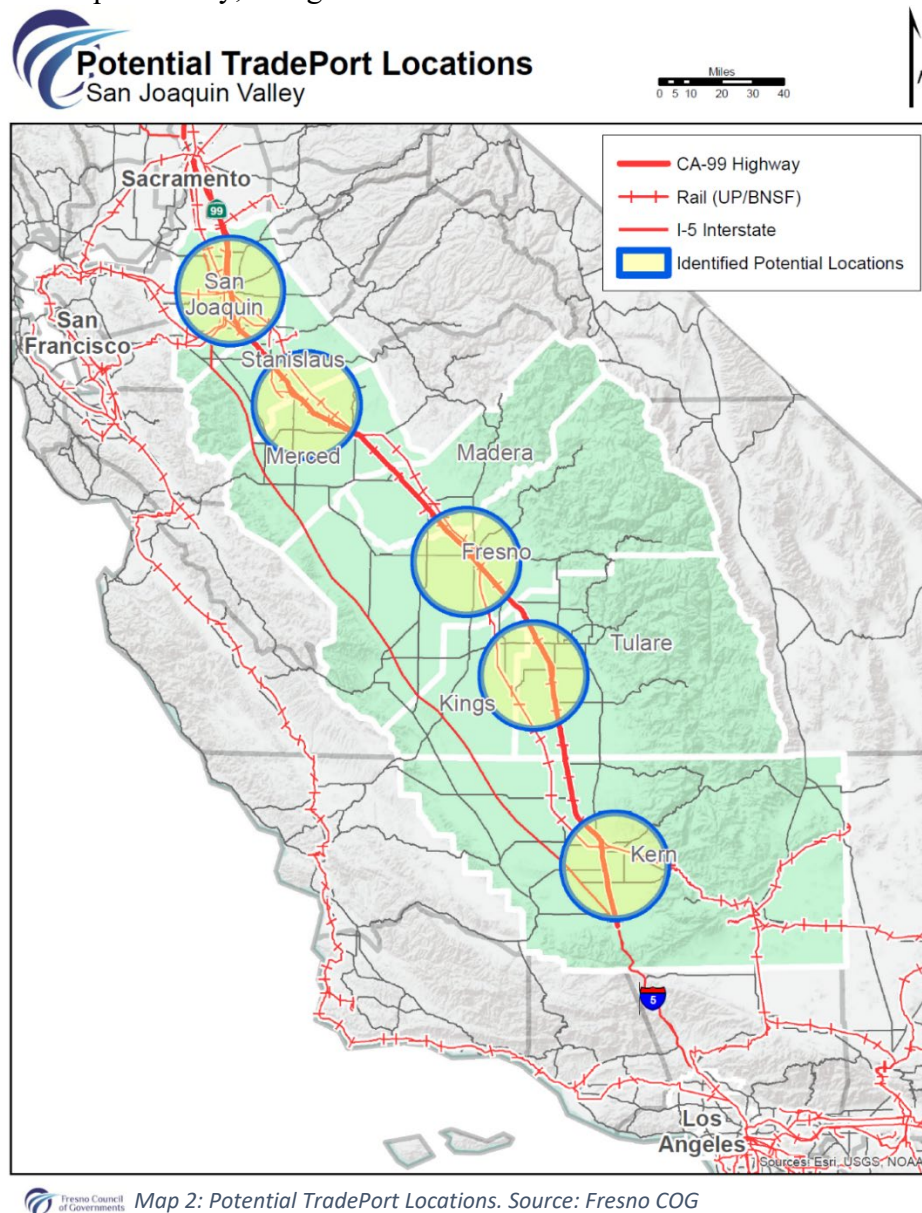 Potential TradePort Locations
San Joaquin Valley
Miles
0 5 10 20 30 40
CA-99 Highway
Rail (UP/BNSF)
I-5 Interstate
Identified Potential Locations
Sacramento
99
San
Joaquin
San
Francisco
Stanislaus
Merced
Madera
Fresno
Tulare
Kings
Kern
5
Los
Angeles
Sources: Esri, USGS, NOAA
Fresno Council
of Governments
Map 2: Potential TradePort Locations. Source: Fresno COG